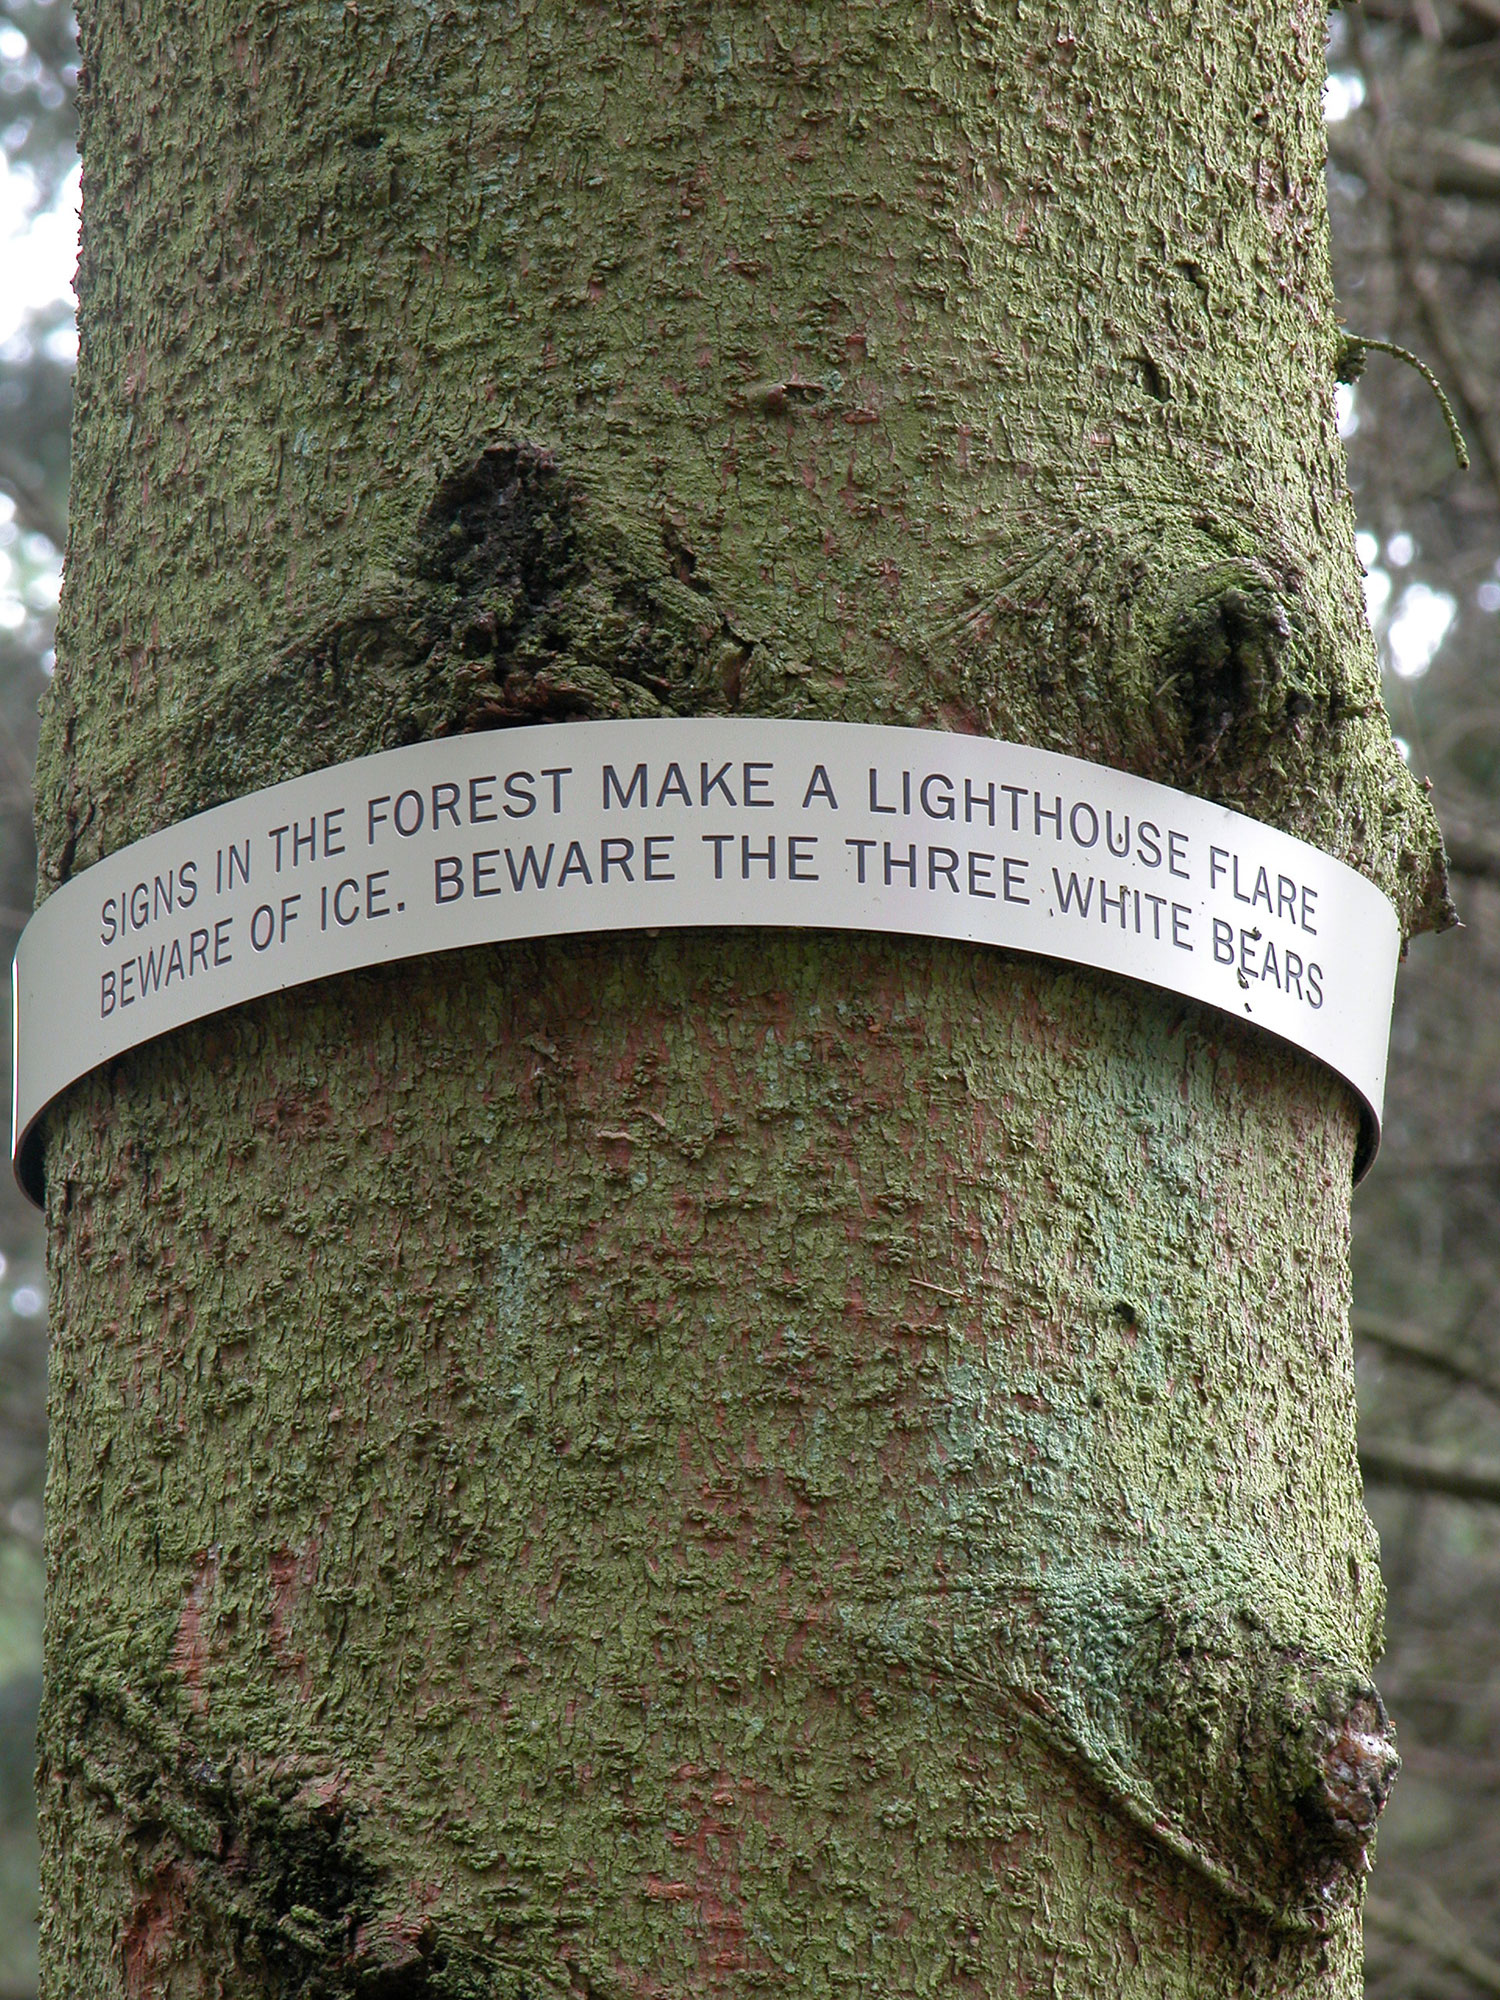 SIGNS IN THE FOREST MAKE A LIGHTHOUSE FLARE
BEWARE OF ICE. BEWARE THE THREE WHITE BEARS